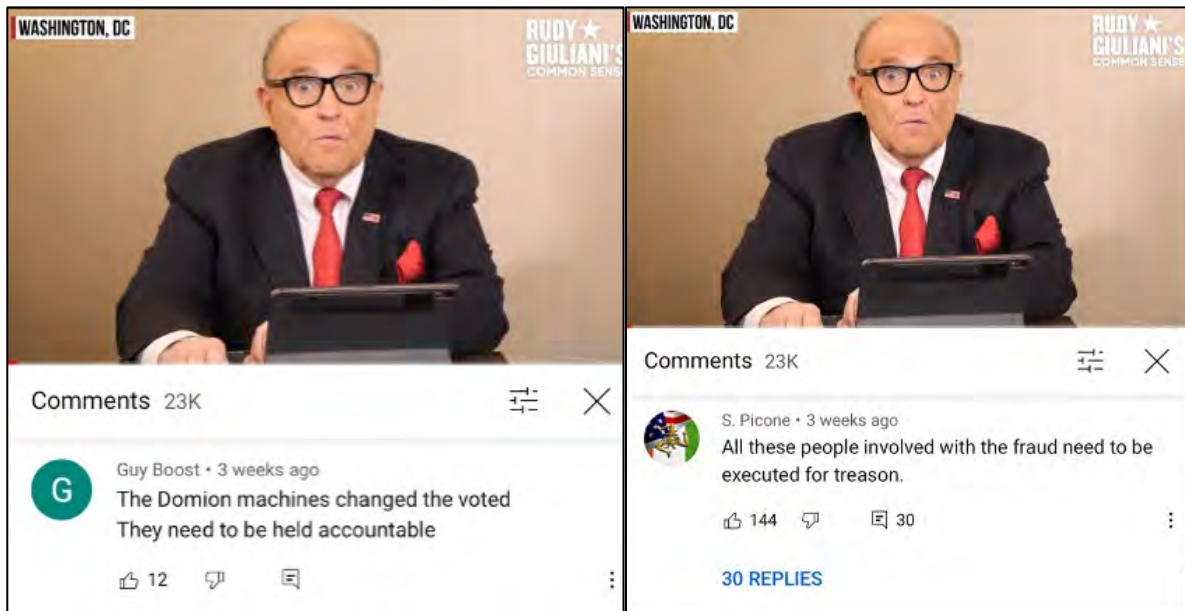 WASHINGTON, DC
RUDY ★
GIULIANI'S
COMMON SENSE
Comments 23K
G
Guy Boost • 3 weeks ago
The Domion machines changed the voted
They need to be held accountable
12
WASHINGTON, DC
RUDY ★
GIULIANI'S
COMMON SENSE
Comments 23K
S. Picone • 3 weeks ago
All these people involved with the fraud need to be
executed for treason.
144 30
30 REPLIES